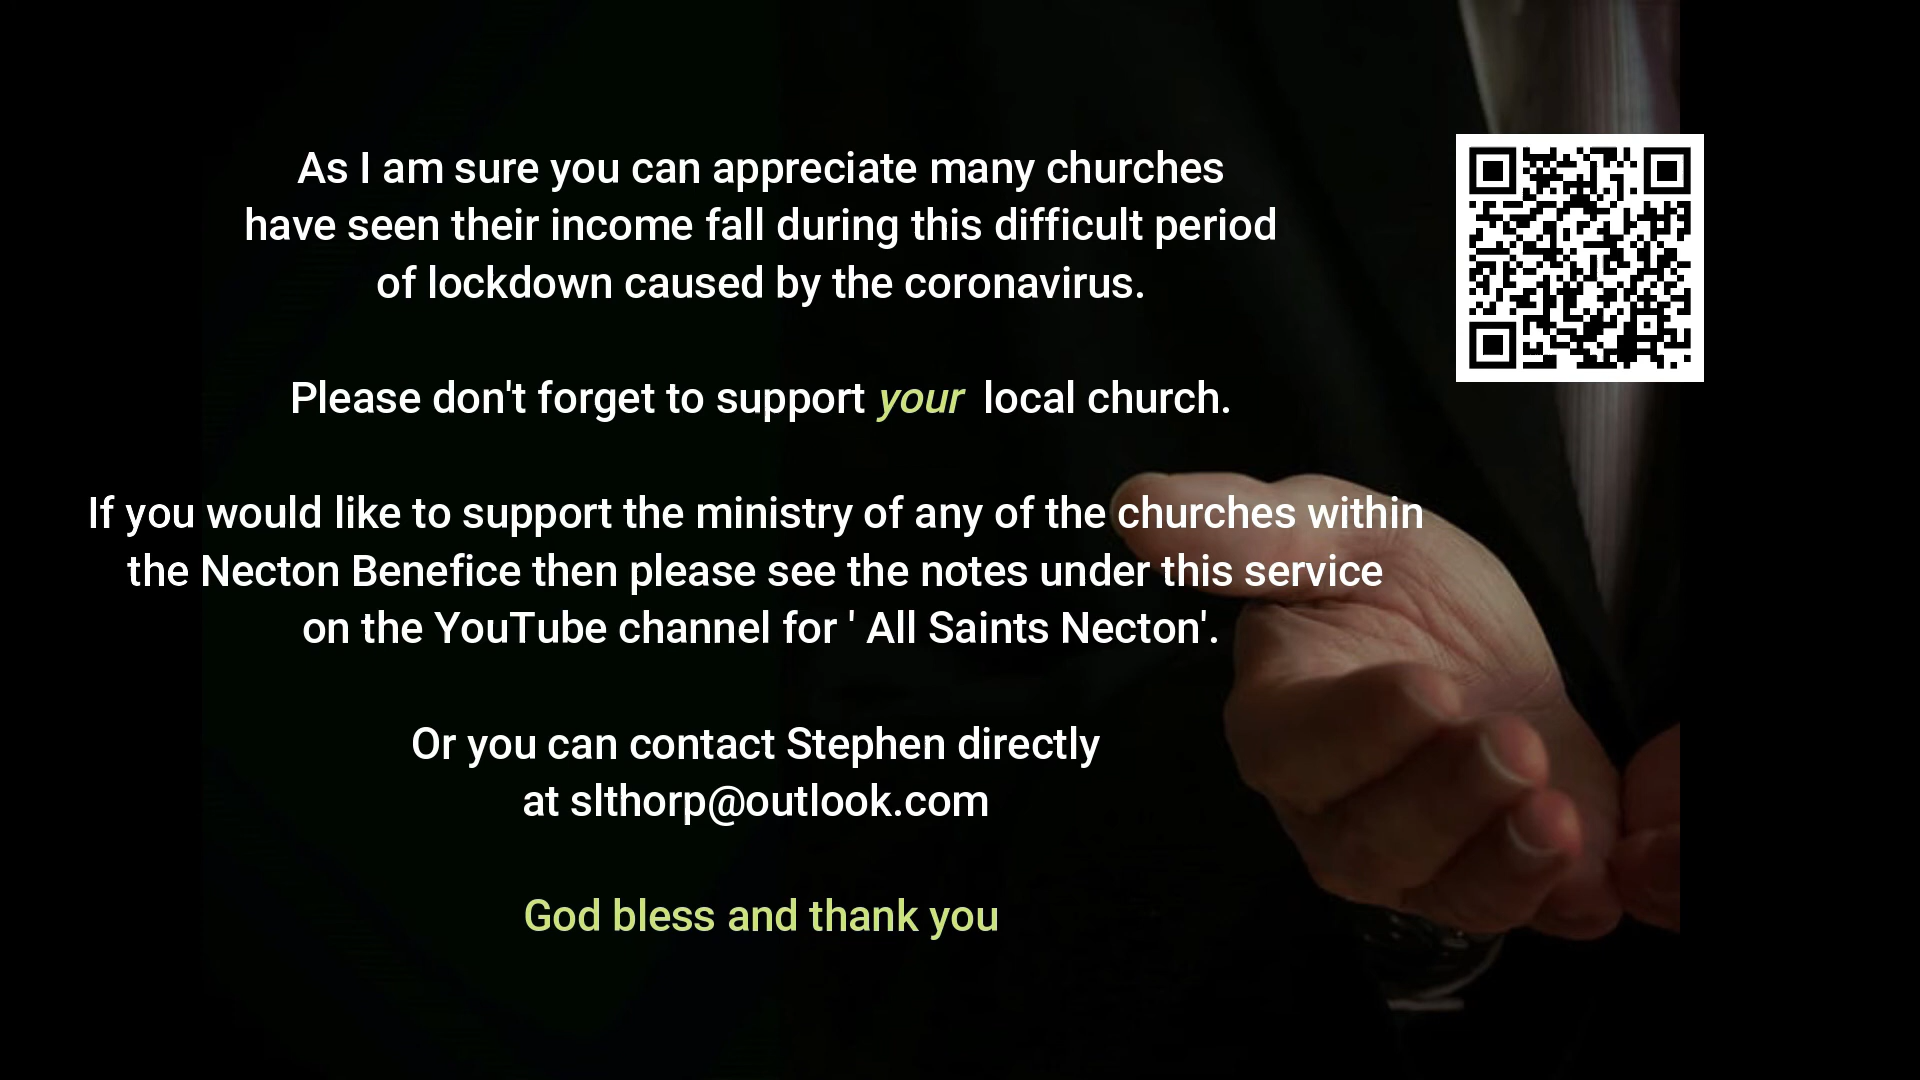 As I am sure you can appreciate many churches
have seen their income fall during this difficult period
of lockdown caused by the coronavirus.
Please don't forget to support your local church.
If you would like to support the ministry of any of the churches within
the Necton Benefice then please see the notes under this service
on the YouTube channel for ' All Saints Necton'.
Or you can contact Stephen directly
at slthorp@outlook.com
God bless and thank you